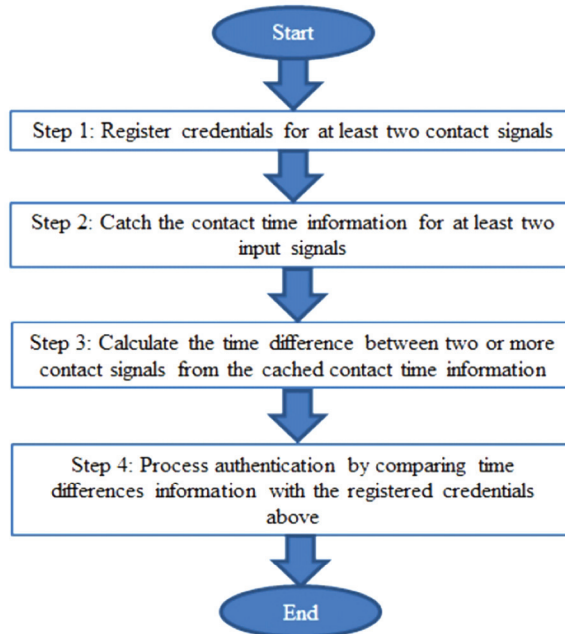 Start
Step 1: Register credentials for at least two contact signals
Step 2: Catch the contact time information for at least two
input signals
Step 3: Calculate the time difference between two or more
contact signals from the cached contact time information
Step 4: Process authentication by comparing time
differences information with the registered credentials
above
End